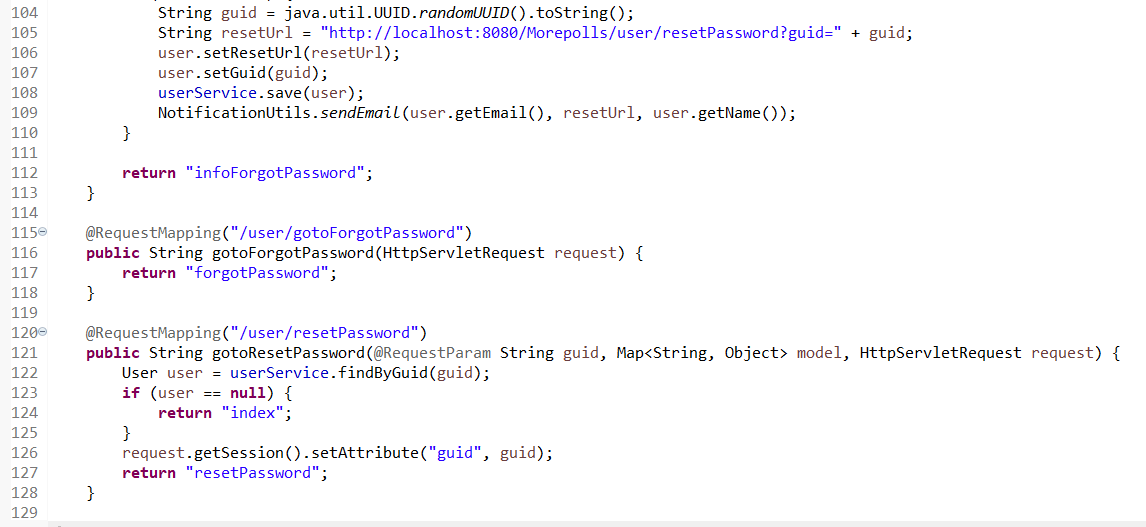 104 String guid = java.util.UUID.randomUUID().toString();
105 String resetUrl = "http://localhost:8080/Morepolls/user/resetPassword?guid=" + guid;
106 user.setResetUrl(resetUrl);
107 user.setGuid(guid);
108 userService.save(user);
109 NotificationUtils.sendEmail(user.getEmail(), resetUrl, user.getName());
110 }
111
112 return "infoForgotPassword";
113 }
114
115 @RequestMapping("/user/gotoForgotPassword")
116 public String gotoForgotPassword(HttpServletRequest request) {
117 return "forgotPassword";
118 }
119
120 @RequestMapping("/user/resetPassword")
121 public String gotoResetPassword(@RequestParam String guid, Map<String, Object> model, HttpServletRequest request) {
122 User user = userService.findByGuid(guid);
123 if (user == null) {
124 return "index";
125 }
126 request.getSession().setAttribute("guid", guid);
127 return "resetPassword";
128 }
129